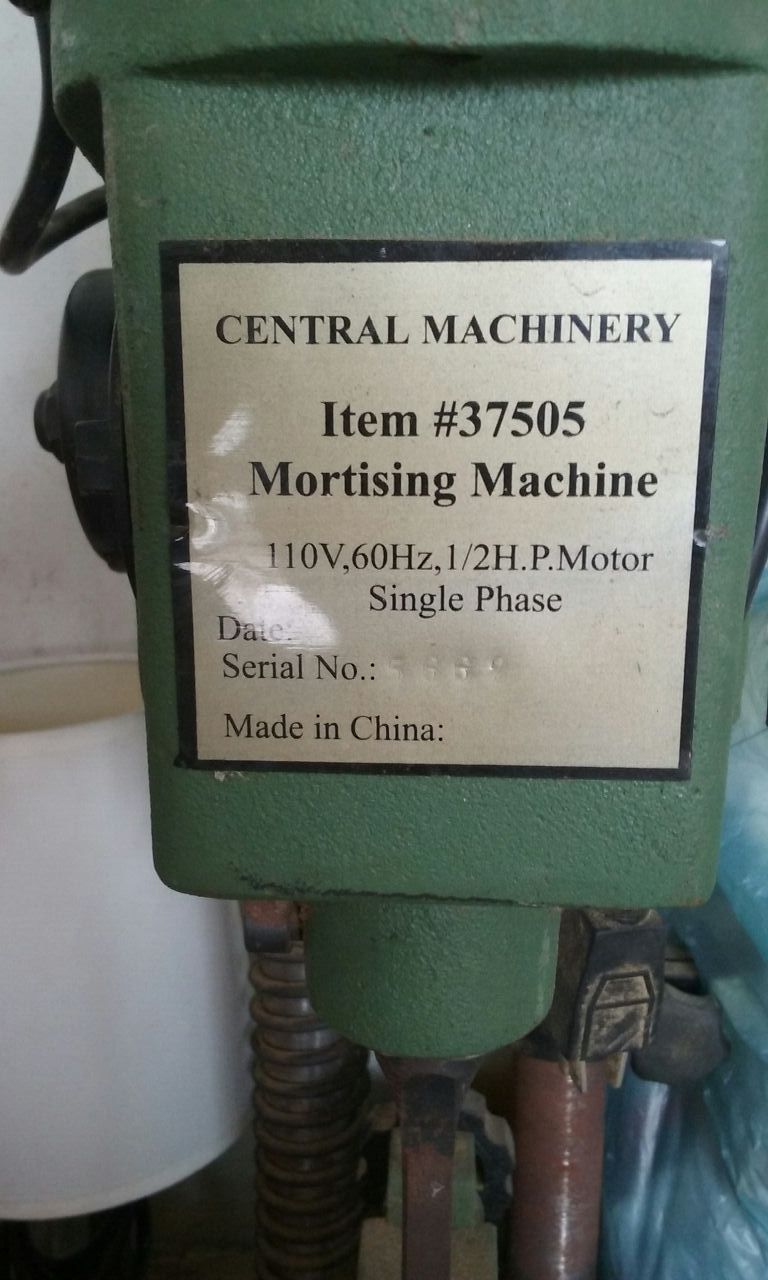 CENTRAL MACHINERY
Item #37505
Mortising Machine
110V,60Hz,1/2H.P.Motor
Single Phase
Date:
Serial No.:
Made in China: